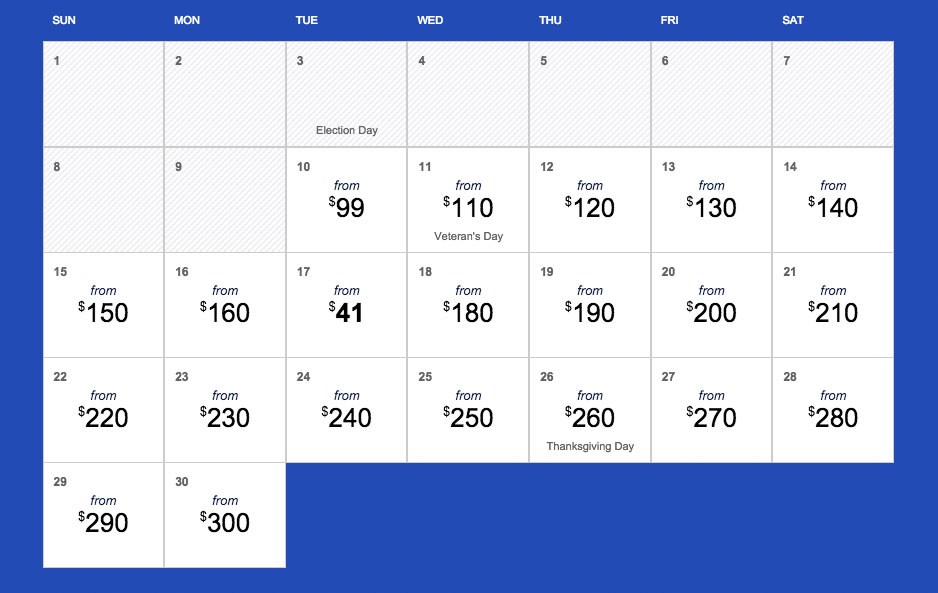 SUN MON TUE WED THU FRI SAT
1 2 3 4 5 6 7
Election Day
8 9 10 11 12 13 14
from from from from from
$99 $110 $120 $130 $140
Veteran's Day
15 16 17 18 19 20 21
from from from from from from from
$150 $160 $41 $180 $190 $200 $210
22 23 24 25 26 27 28
from from from from from from from
$220 $230 $240 $250 $260 $270 $280
Thanksgiving Day
29 30
from from
$290 $300